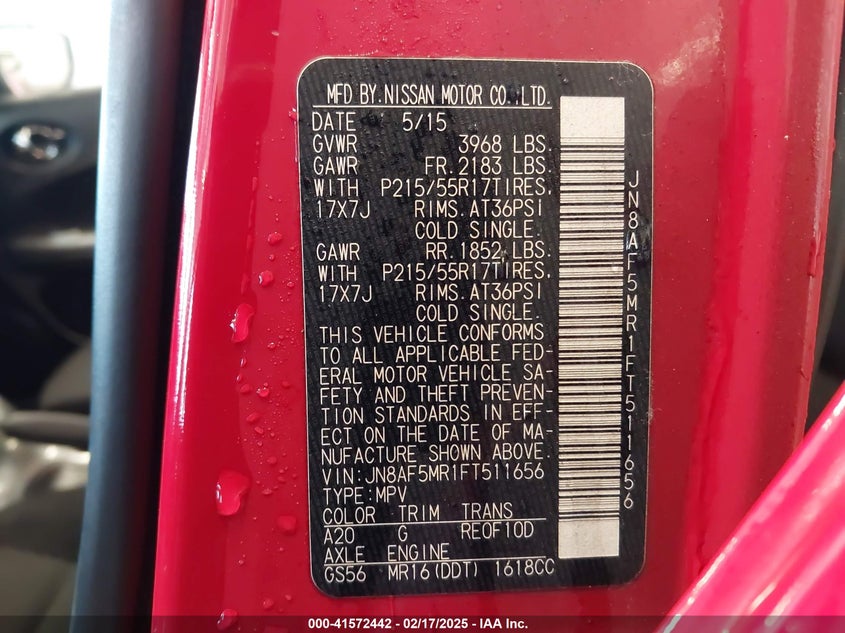 MFD BY.NISSAN MOTOR CO.,LTD.
DATE 5/15
GVWR 3968 LBS.
GAWR FR.2183 LBS.
WITH P215/55R17TIRES,
17X7J RIMS.AT36PSI
COLD SINGLE.
GAWR RR.1852 LBS.
WITH P215/55R17TIRES,
17X7J RIMS.AT36PSI
COLD SINGLE.
THIS VEHICLE CONFORMS
TO ALL APPLICABLE FED-
ERAL MOTOR VEHICLE SA-
FETY AND THEFT PREVEN-
TION STANDARDS IN EFF-
ECT ON THE DATE OF MA-
NUFACTURE SHOWN ABOVE.
VIN:JN8AF5MR1FT511656
TYPE:MPV
COLOR TRIM TRANS
A20 G RE0F10D
AXLE ENGINE
GS56 MR16(DDT) 1618CC
JN8AF5MR1FT511656
000-41572442 - 02/17/2025 - IAA Inc.